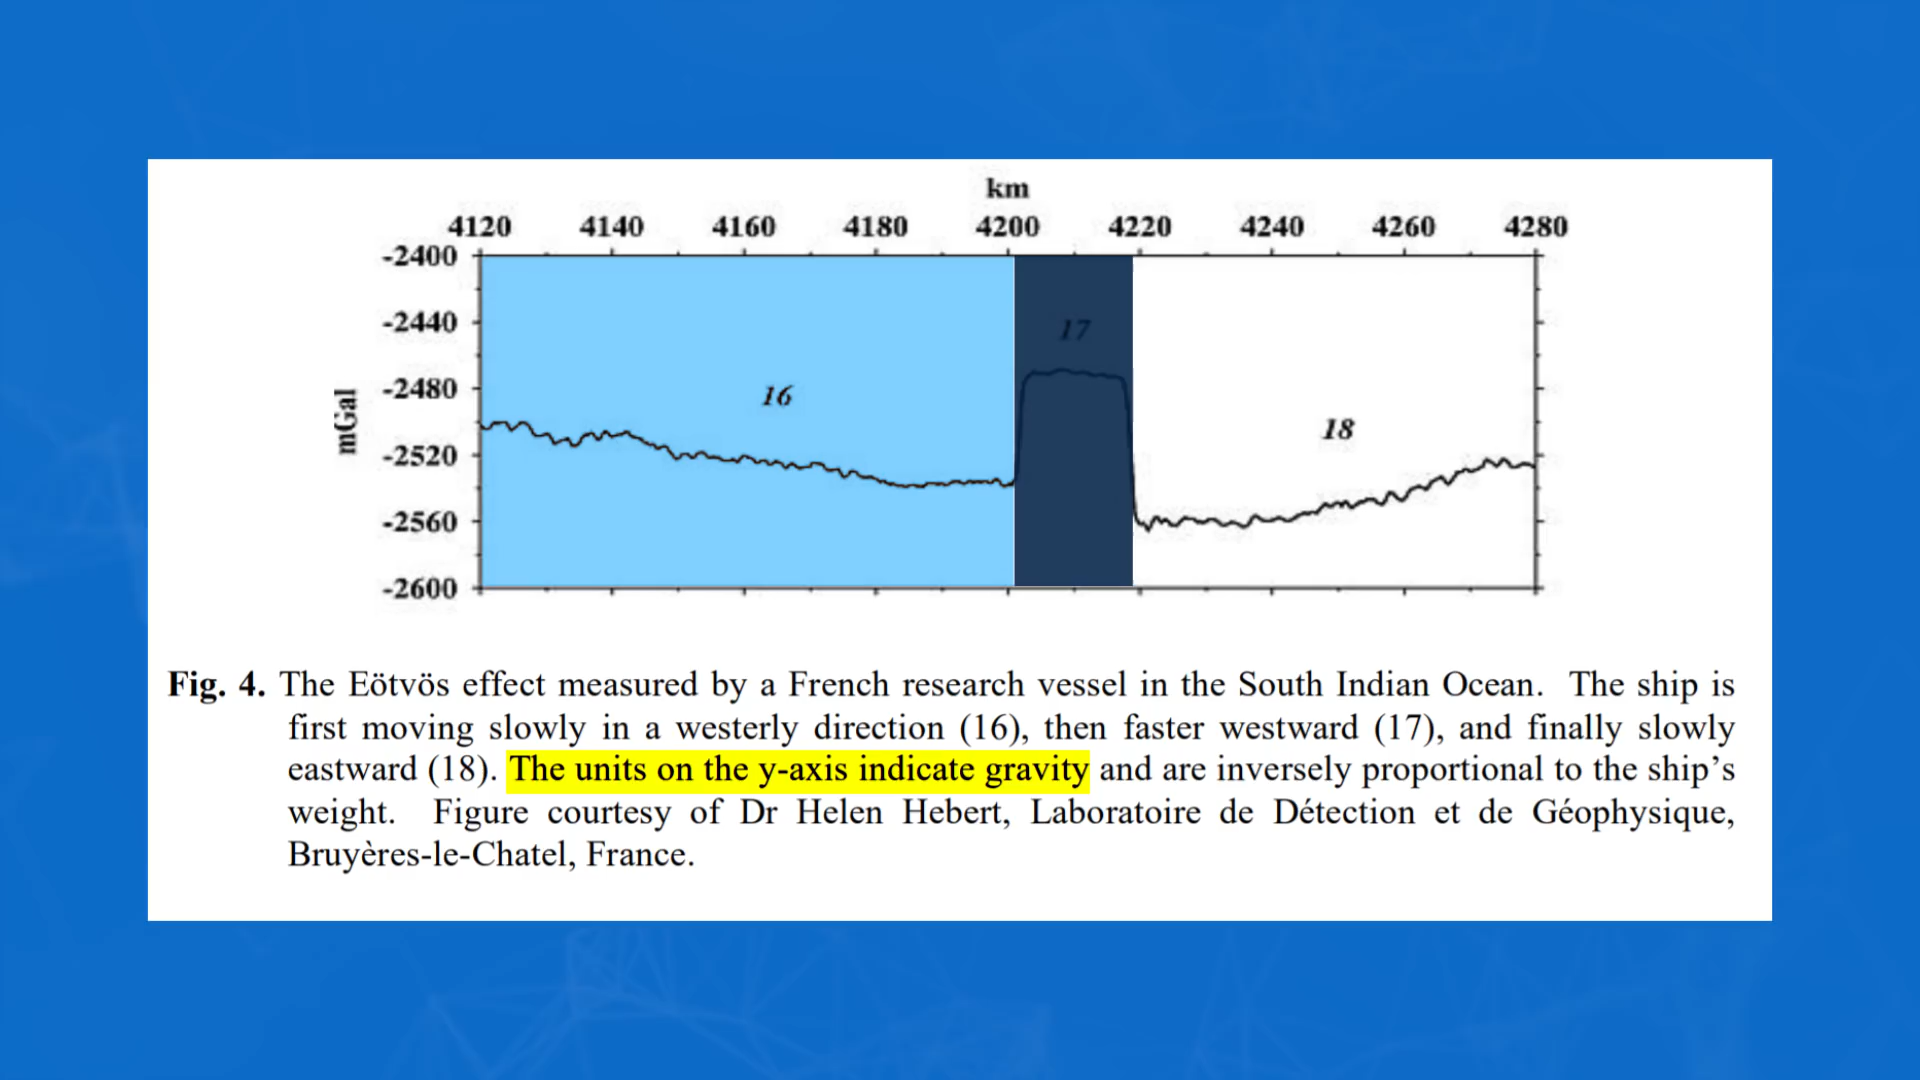 km
4120 4140 4160 4180 4200 4220 4240 4260 4280
-2400
-2440
-2480
-2520
-2560
-2600
mGal
16
17
18
Fig. 4. The Eötvös effect measured by a French research vessel in the South Indian Ocean. The ship is
first moving slowly in a westerly direction (16), then faster westward (17), and finally slowly
eastward (18). The units on the y-axis indicate gravity and are inversely proportional to the ship's
weight. Figure courtesy of Dr Helen Hebert, Laboratoire de Détection et de Géophysique,
Bruyères-le-Chatel, France.